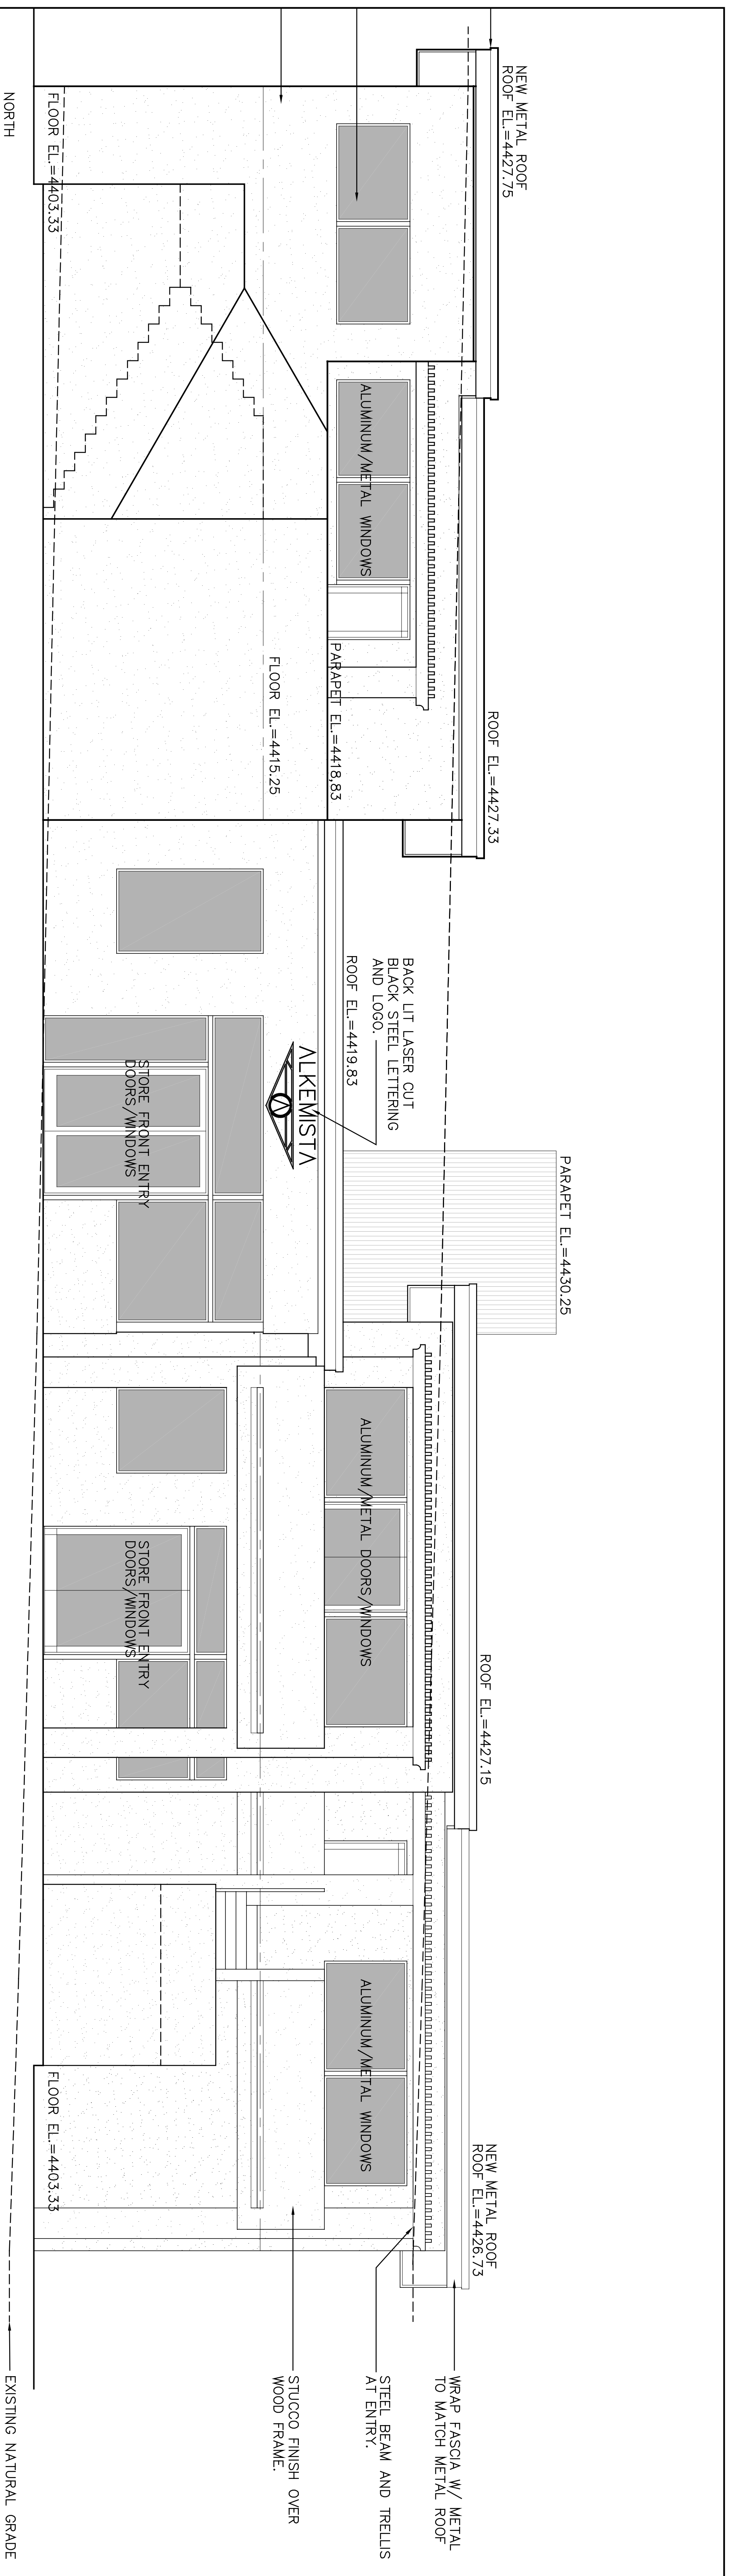 NEW METAL ROOF
ROOF EL.=4427.75
ROOF EL.=4427.33
PARAPET EL.=4430.25
ROOF EL.=4427.15
NEW METAL ROOF
ROOF EL.=4426.73
WRAP FASCIA W/ METAL
TO MATCH METAL ROOF
BACK LIT LASER CUT
BLACK STEEL LETTERING
AND LOGO.
STEEL BEAM AND TRELLIS
AT ENTRY.
ALUMINUM/METAL WINDOWS
PARAPET EL.=4418,83
ROOF EL.=4419.83
ALUMINUM/METAL DOORS/WINDOWS
ALUMINUM/METAL WINDOWS
ALKEMISTA
STUCCO FINISH OVER
WOOD FRAME.
FLOOR EL.=4415.25
STORE FRONT ENTRY
DOORS/WINDOWS
STORE FRONT ENTRY
DOORS/WINDOWS
FLOOR EL.=4403.33
FLOOR EL.=4403.33
NORTH
EXISTING NATURAL GRADE